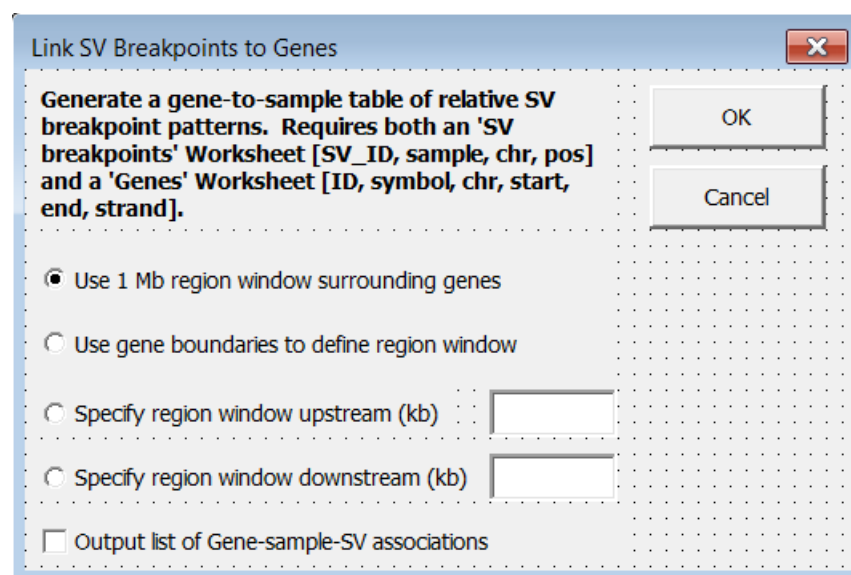 Link SV Breakpoints to Genes
Generate a gene-to-sample table of relative SV
breakpoint patterns.  Requires both an 'SV
breakpoints' Worksheet [SV_ID, sample, chr, pos]
and a 'Genes' Worksheet [ID, symbol, chr, start,
end, strand].
OK
Cancel
Use 1 Mb region window surrounding genes
Use gene boundaries to define region window
Specify region window upstream (kb)
Specify region window downstream (kb)
Output list of Gene-sample-SV associations